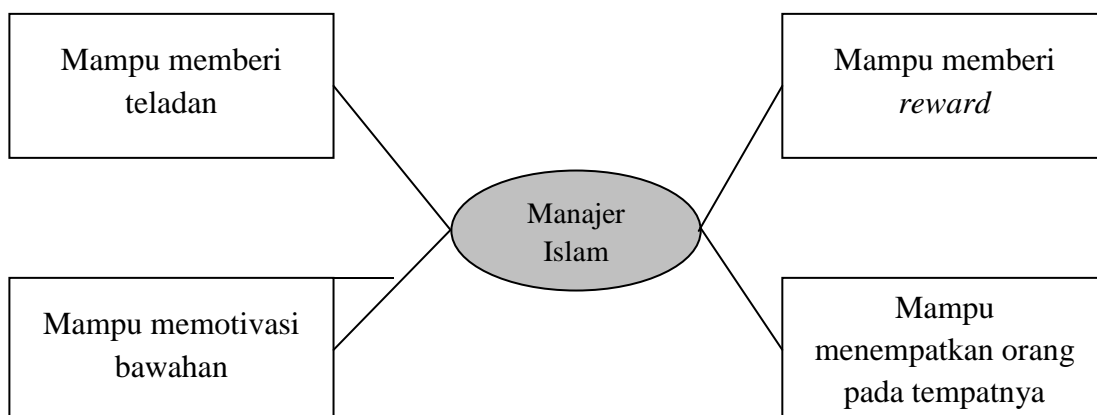 Mampu memberi
teladan
Mampu memberi
reward
Manajer
Islam
Mampu memotivasi
bawahan
Mampu
menempatkan orang
pada tempatnya